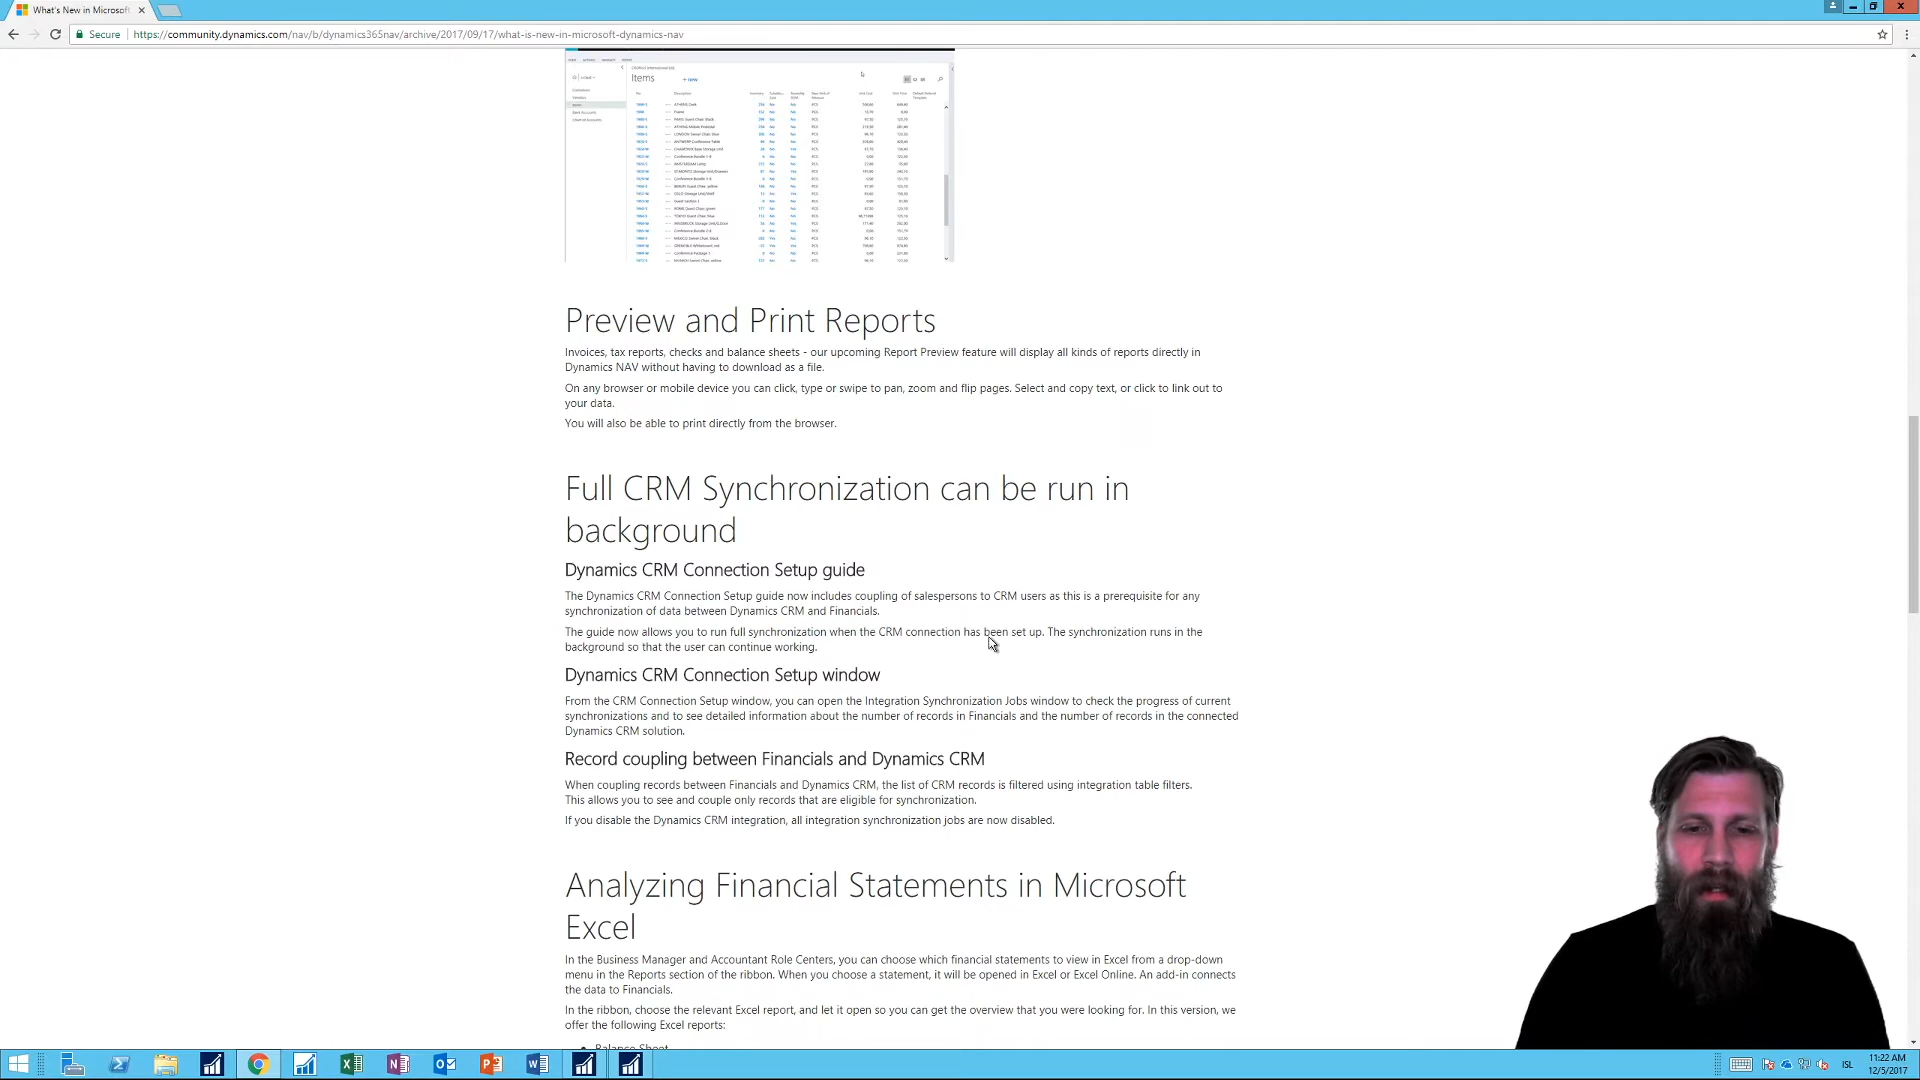 What's New in Microsoft
Secure
https://community.dynamics.com/nav/b/dynamics365nav/archive/2017/09/17/what-is-new-in-microsoft-dynamics-nav
Items
+ new
Preview and Print Reports
Invoices, tax reports, checks and balance sheets - our upcoming Report Preview feature will display all kinds of reports directly in
Dynamics NAV without having to download as a file.
On any browser or mobile device you can click, type or swipe to pan, zoom and flip pages. Select and copy text, or click to link out to
your data.
You will also be able to print directly from the browser.
Full CRM Synchronization can be run in
background
Dynamics CRM Connection Setup guide
The Dynamics CRM Connection Setup guide now includes coupling of salespersons to CRM users as this is a prerequisite for any
synchronization of data between Dynamics CRM and Financials.
The guide now allows you to run full synchronization when the CRM connection has been set up. The synchronization runs in the
background so that the user can continue working.
Dynamics CRM Connection Setup window
From the CRM Connection Setup window, you can open the Integration Synchronization Jobs window to check the progress of current
synchronizations and to see detailed information about the number of records in Financials and the number of records in the connected
Dynamics CRM solution.
Record coupling between Financials and Dynamics CRM
When coupling records between Financials and Dynamics CRM, the list of CRM records is filtered using integration table filters.
This allows you to see and couple only records that are eligible for synchronization.
If you disable the Dynamics CRM integration, all integration synchronization jobs are now disabled.
Analyzing Financial Statements in Microsoft
Excel
In the Business Manager and Accountant Role Centers, you can choose which financial statements to view in Excel from a drop-down
menu in the Reports section of the ribbon. When you choose a statement, it will be opened in Excel or Excel Online. An add-in connects
the data to Financials.
In the ribbon, choose the relevant Excel report, and let it open so you can get the overview that you were looking for. In this version, we
offer the following Excel reports:
Balance Sheet
ISL
11:22 AM
12/5/2017